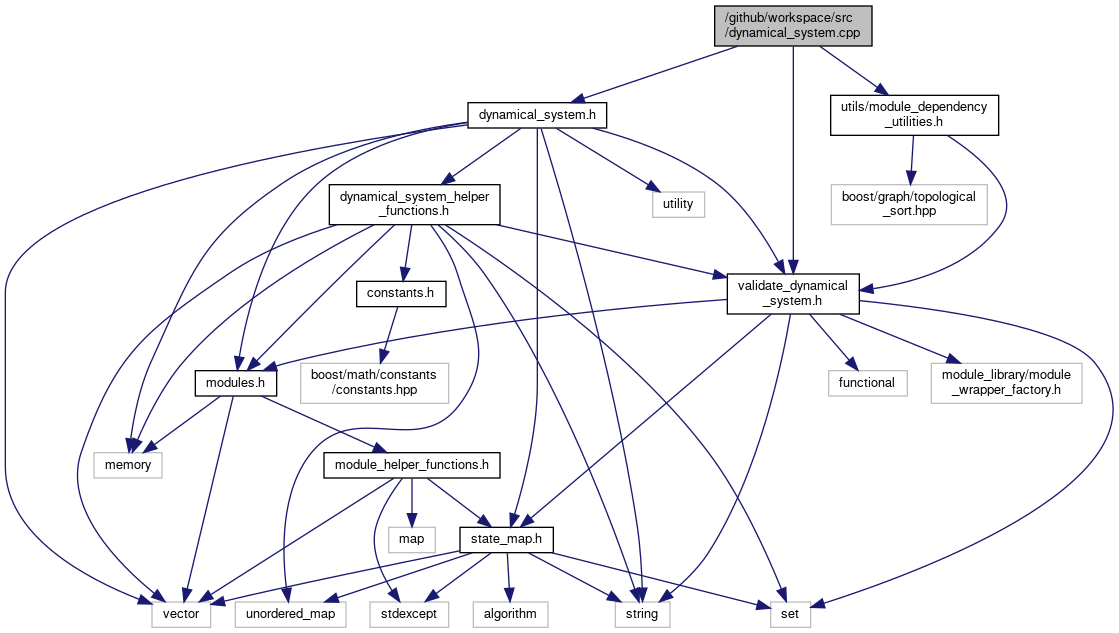 /github/workspace/src
/dynamical_system.cpp
dynamical_system.h
utils/module_dependency
_utilities.h
dynamical_system_helper
_functions.h
utility
boost/graph/topological
_sort.hpp
constants.h
validate_dynamical
_system.h
modules.h
boost/math/constants
/constants.hpp
functional
module_library/module
_wrapper_factory.h
memory
module_helper_functions.h
map
state_map.h
vector
unordered_map
stdexcept
algorithm
string
set